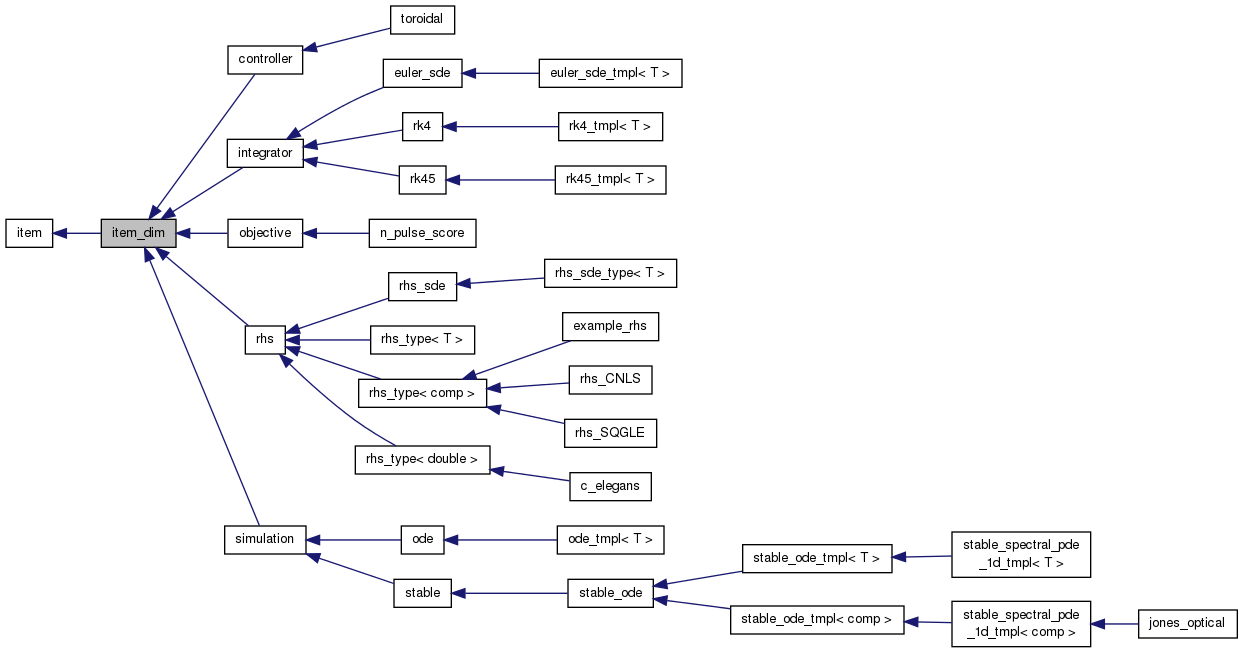 toroidal
controller
euler_sde
euler_sde_tmpl< T >
rk4
rk4_tmpl< T >
integrator
rk45
rk45_tmpl< T >
item
item_dim
objective
n_pulse_score
rhs_sde
rhs_sde_type< T >
rhs
rhs_type< T >
example_rhs
rhs_type< comp >
rhs_CNLS
rhs_SQGLE
rhs_type< double >
c_elegans
simulation
ode
ode_tmpl< T >
stable
stable_ode
stable_ode_tmpl< T >
stable_spectral_pde
_1d_tmpl< T >
stable_ode_tmpl< comp >
stable_spectral_pde
_1d_tmpl< comp >
jones_optical